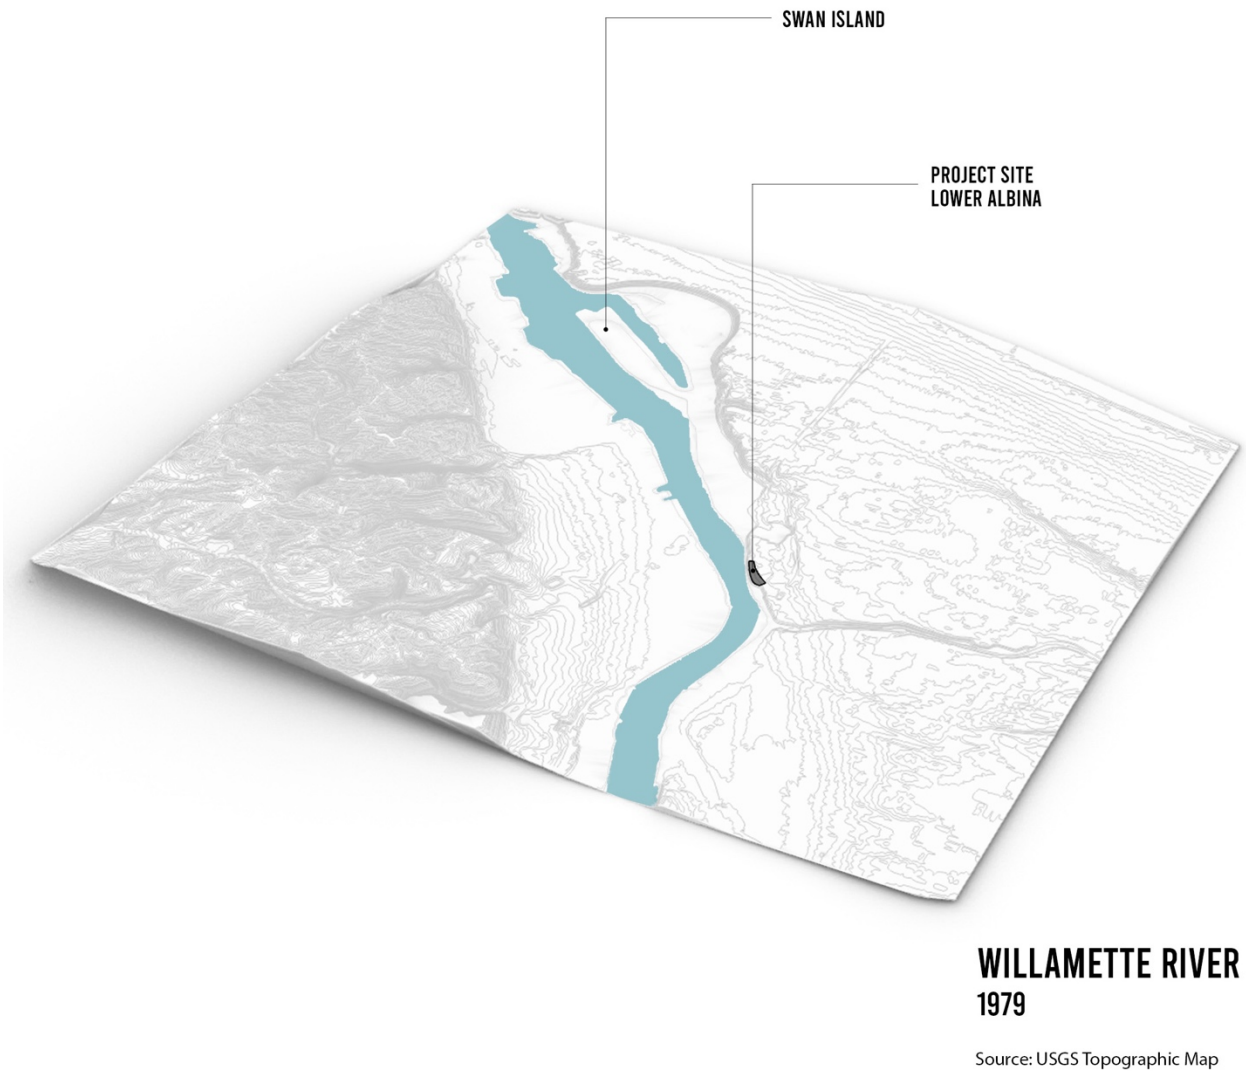 SWAN ISLAND
PROJECT SITE
LOWER ALBINA
WILLAMETTE RIVER
1979
Source: USGS Topographic Map